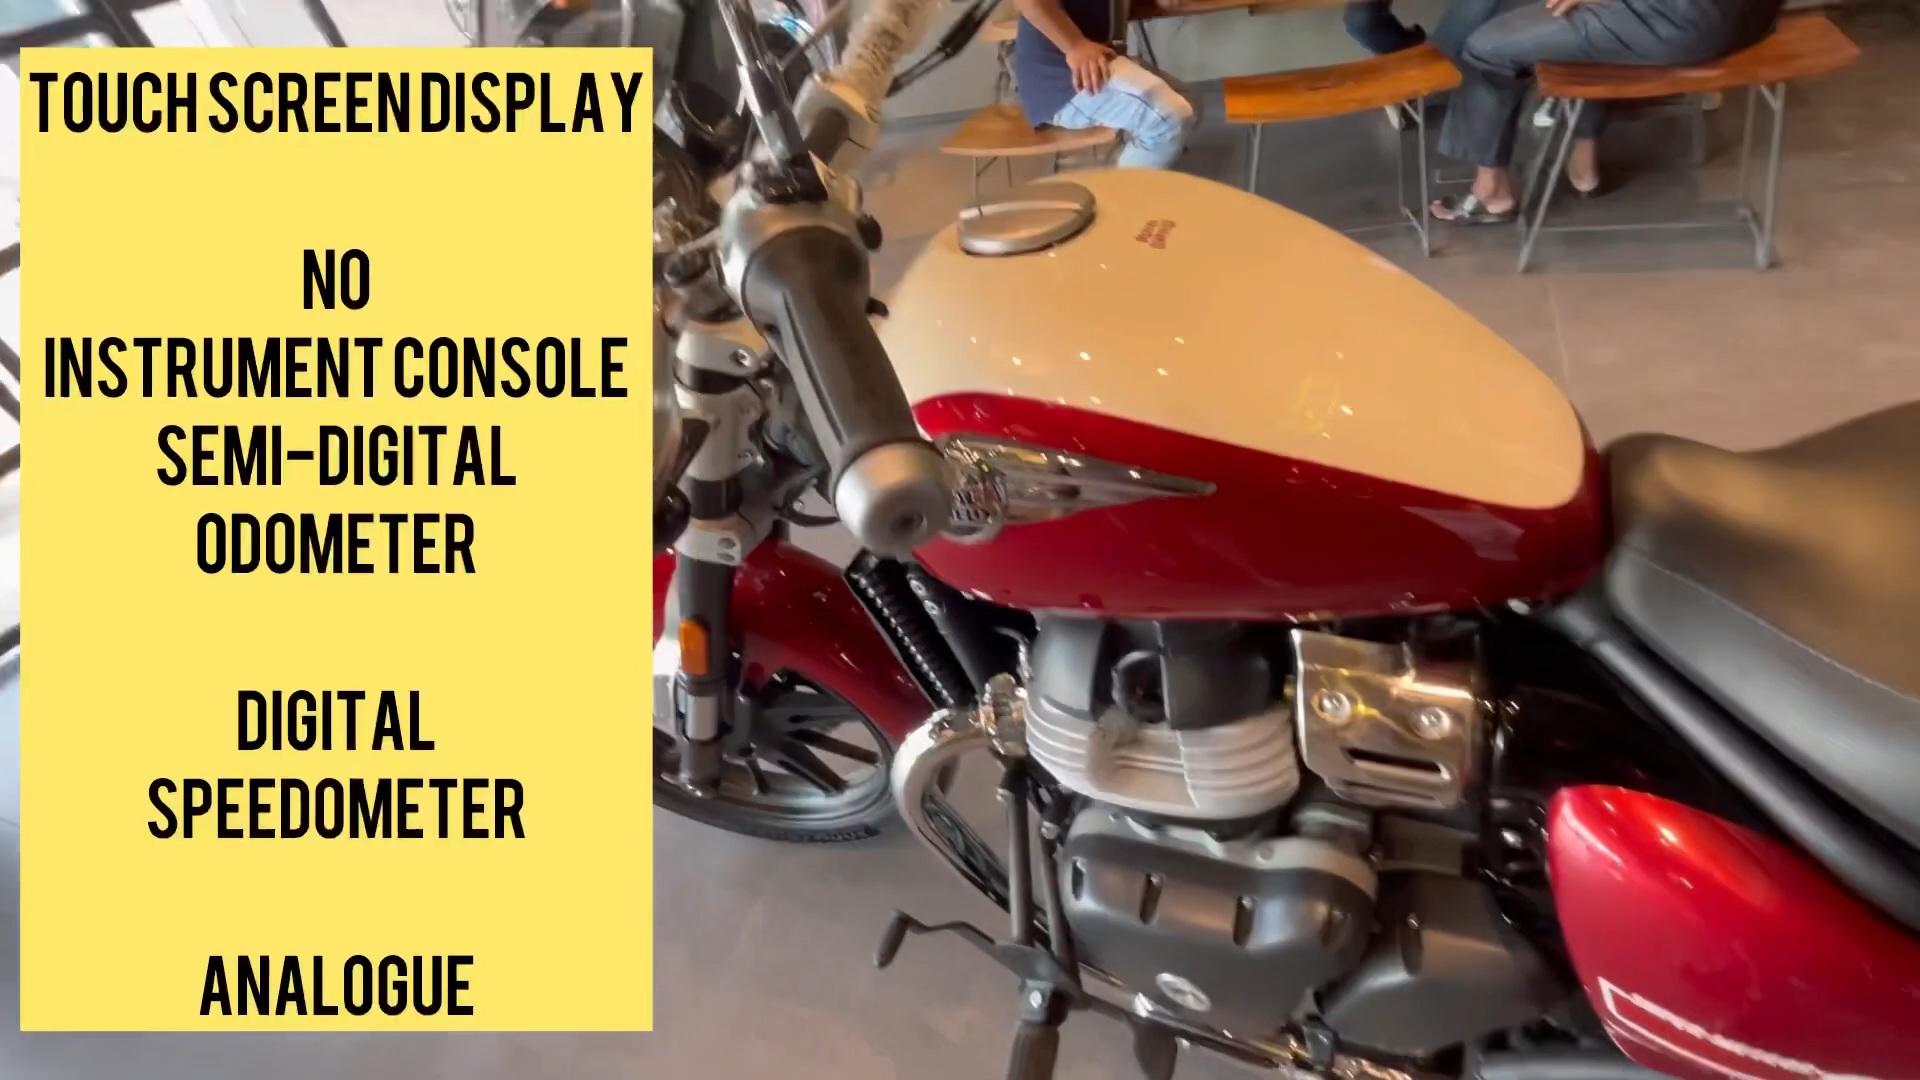 TOUCH SCREEN DISPLAY
NO
INSTRUMENT CONSOLE
SEMI-DIGITAL
ODOMETER
DIGITAL
SPEEDOMETER
ANALOGUE